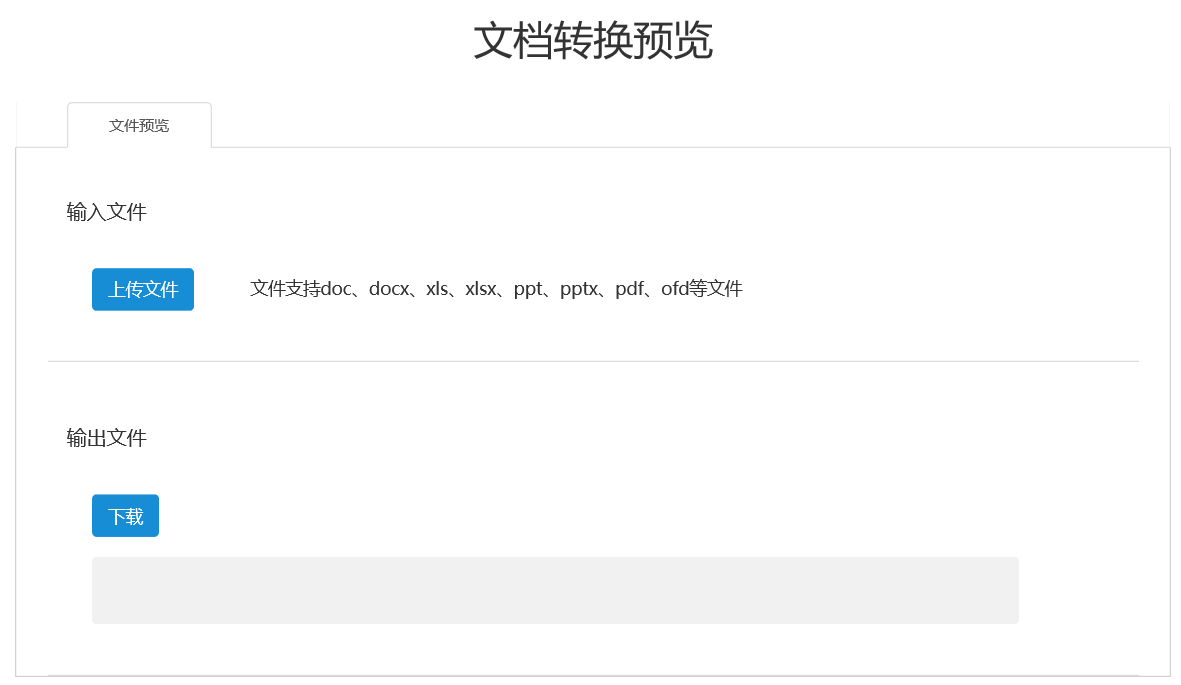 文档转换预览
文件预览
输入文件
上传文件
文件支持doc、docx、xls、xlsx、ppt、pptx、pdf、ofd等文件
输出文件
下载